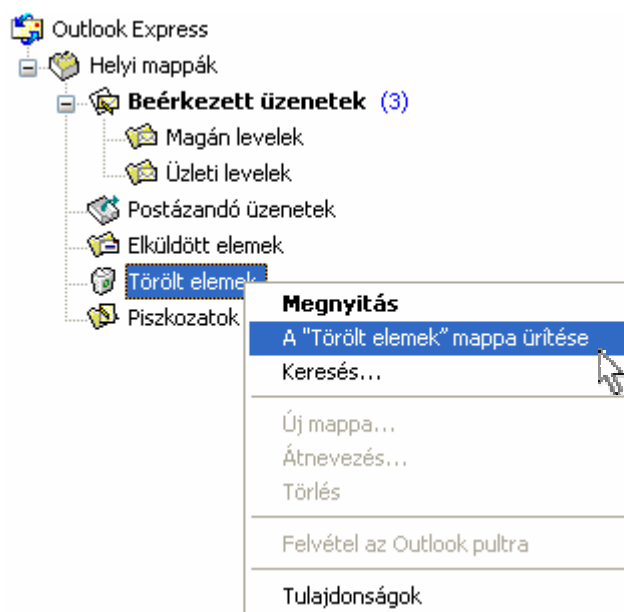 Outlook Express
Helyi mappák
Beérkezett üzenetek (3)
Magán levelek
Üzleti levelek
Postázandó üzenetek
Elküldött elemek
Törölt elemek
Piszkozatok
Megnyitás
A "Törölt elemek” mappa ürítése
Keresés...
Új mappa...
Átnevezés...
Törlés
Felvétel az Outlook pultra
Tulajdonságok